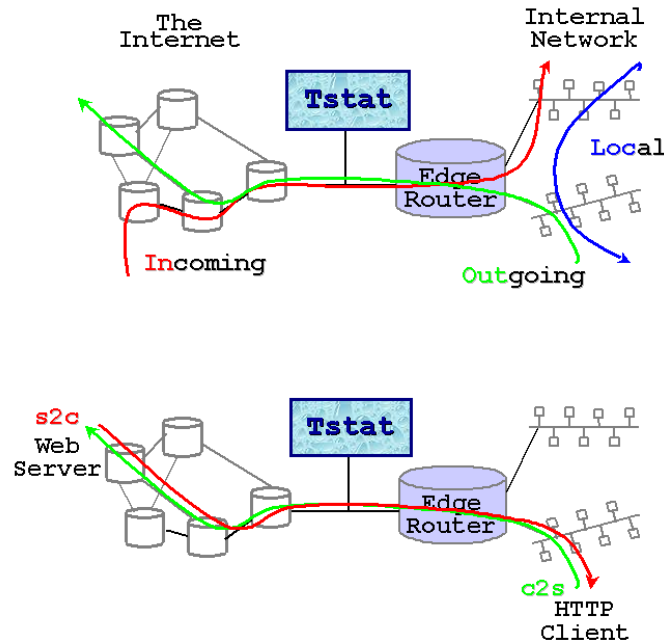 The
Internet
Internal
Network
Tstat
Local
Edge
Router
Incoming
Outgoing
s2c
Web
Server
Tstat
Edge
Router
c2s
HTTP
Client